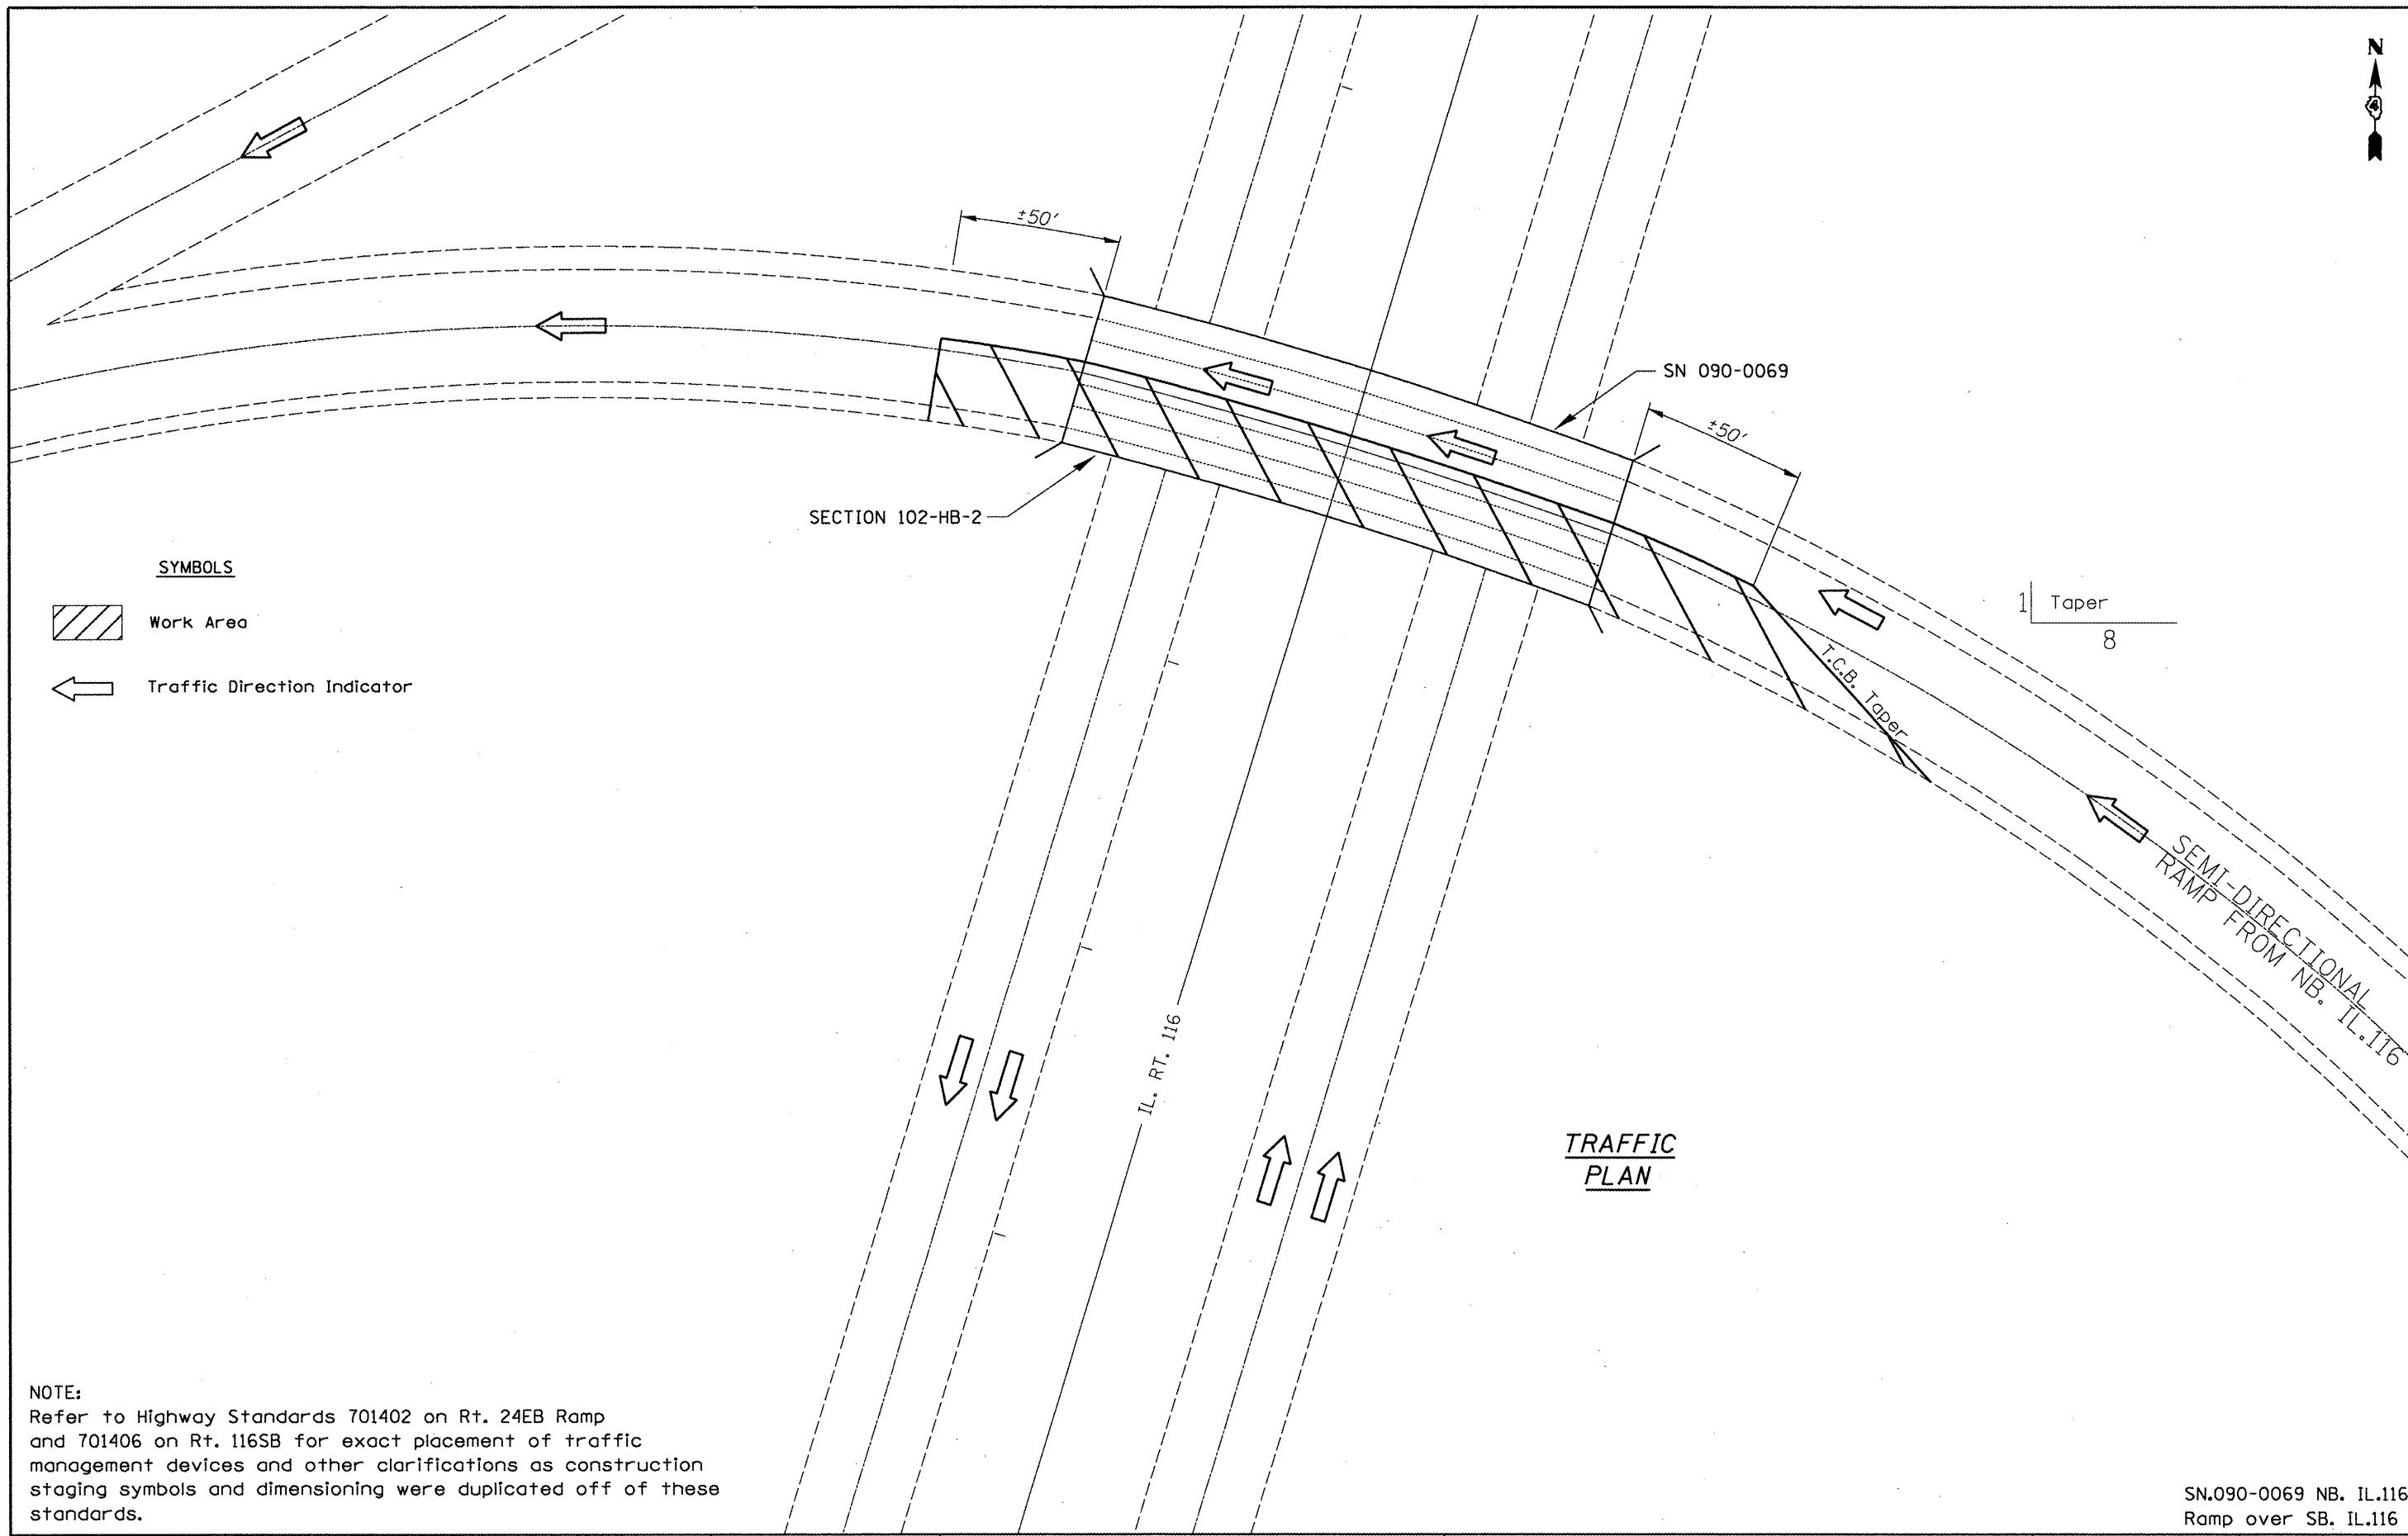 N
4
±50'
SN 090-0069
±50'
SECTION 102-HB-2
SYMBOLS
Work Area
Traffic Direction Indicator
1 Taper
8
T.C.B. Taper
SEMI-DIRECTIONAL
RAMP FROM NB. IL.116
IL. RT. 116
TRAFFIC
PLAN
NOTE:
Refer to Highway Standards 701402 on Rt. 24EB Ramp
and 701406 on Rt. 116SB for exact placement of traffic
management devices and other clarifications as construction
staging symbols and dimensioning were duplicated off of these
standards.
SN.090-0069 NB. IL.116
Ramp over SB. IL.116